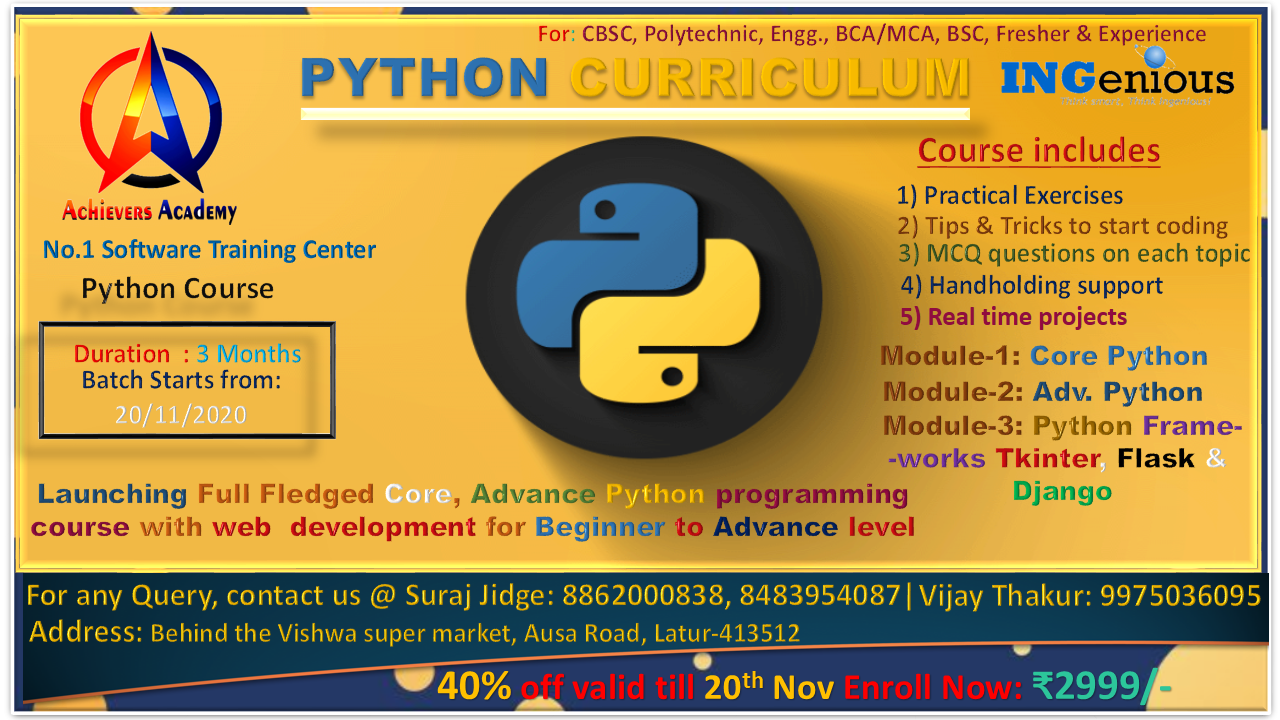 For: CBSC, Polytechnic, Engg., BCA/MCA, BSC, Fresher & Experience
PYTHON CURRICULUM
INGenious
ACHIEVERS ACADEMY
No.1 Software Training Center
Python Course
Duration : 3 Months
Batch Starts from:
20/11/2020
Course includes
1) Practical Exercises
2) Tips & Tricks to start coding
3) MCQ questions on each topic
4) Handholding support
5) Real time projects
Module-1: Core Python
Module-2: Adv. Python
Module-3: Python Frame-
-works Tkinter, Flask &
Django
Launching Full Fledged Core, Advance Python programming
course with web development for Beginner to Advance level
For any Query, contact us @ Suraj Jidge: 8862000838, 8483954087| Vijay Thakur: 9975036095
Address: Behind the Vishwa super market, Ausa Road, Latur-413512
40% off valid till 20th Nov Enroll Now: ₹2999/-